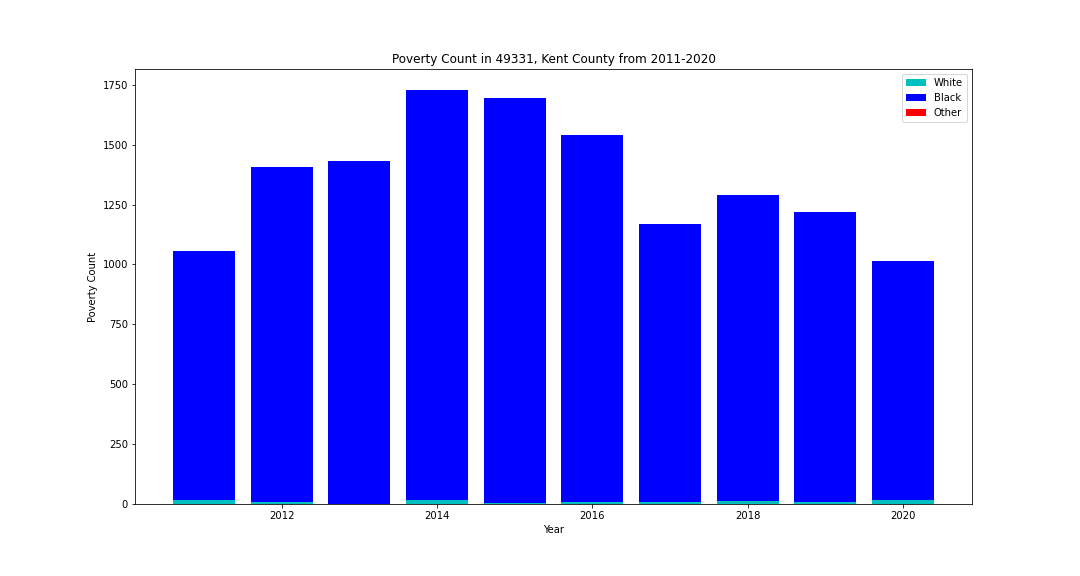 Poverty Count in 49331, Kent County from 2011-2020
White
Black
Other
1750
1500
1250
1000
750
500
250
0
Poverty Count
2012 2014 2016 2018 2020
Year